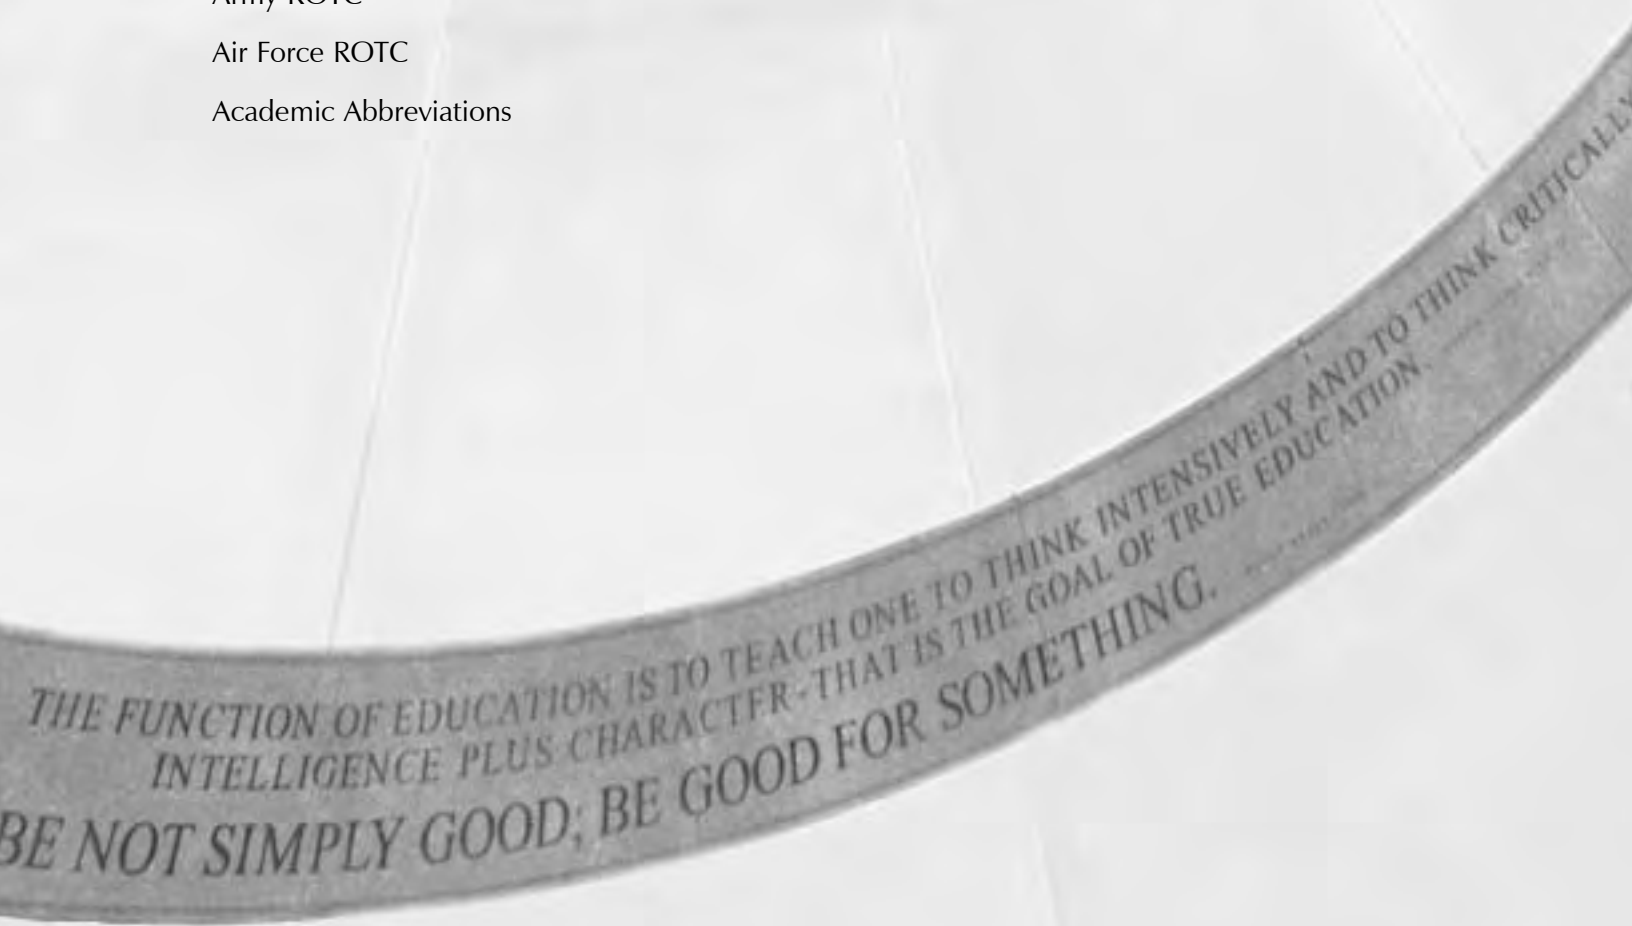 Army ROTC
Air Force ROTC
Academic Abbreviations
THE FUNCTION OF EDUCATION IS TO TEACH ONE TO THINK INTENSIVELY AND TO THINK CRITICALLY
INTELLIGENCE PLUS CHARACTER-THAT IS THE GOAL OF TRUE EDUCATION.
BE NOT SIMPLY GOOD; BE GOOD FOR SOMETHING.